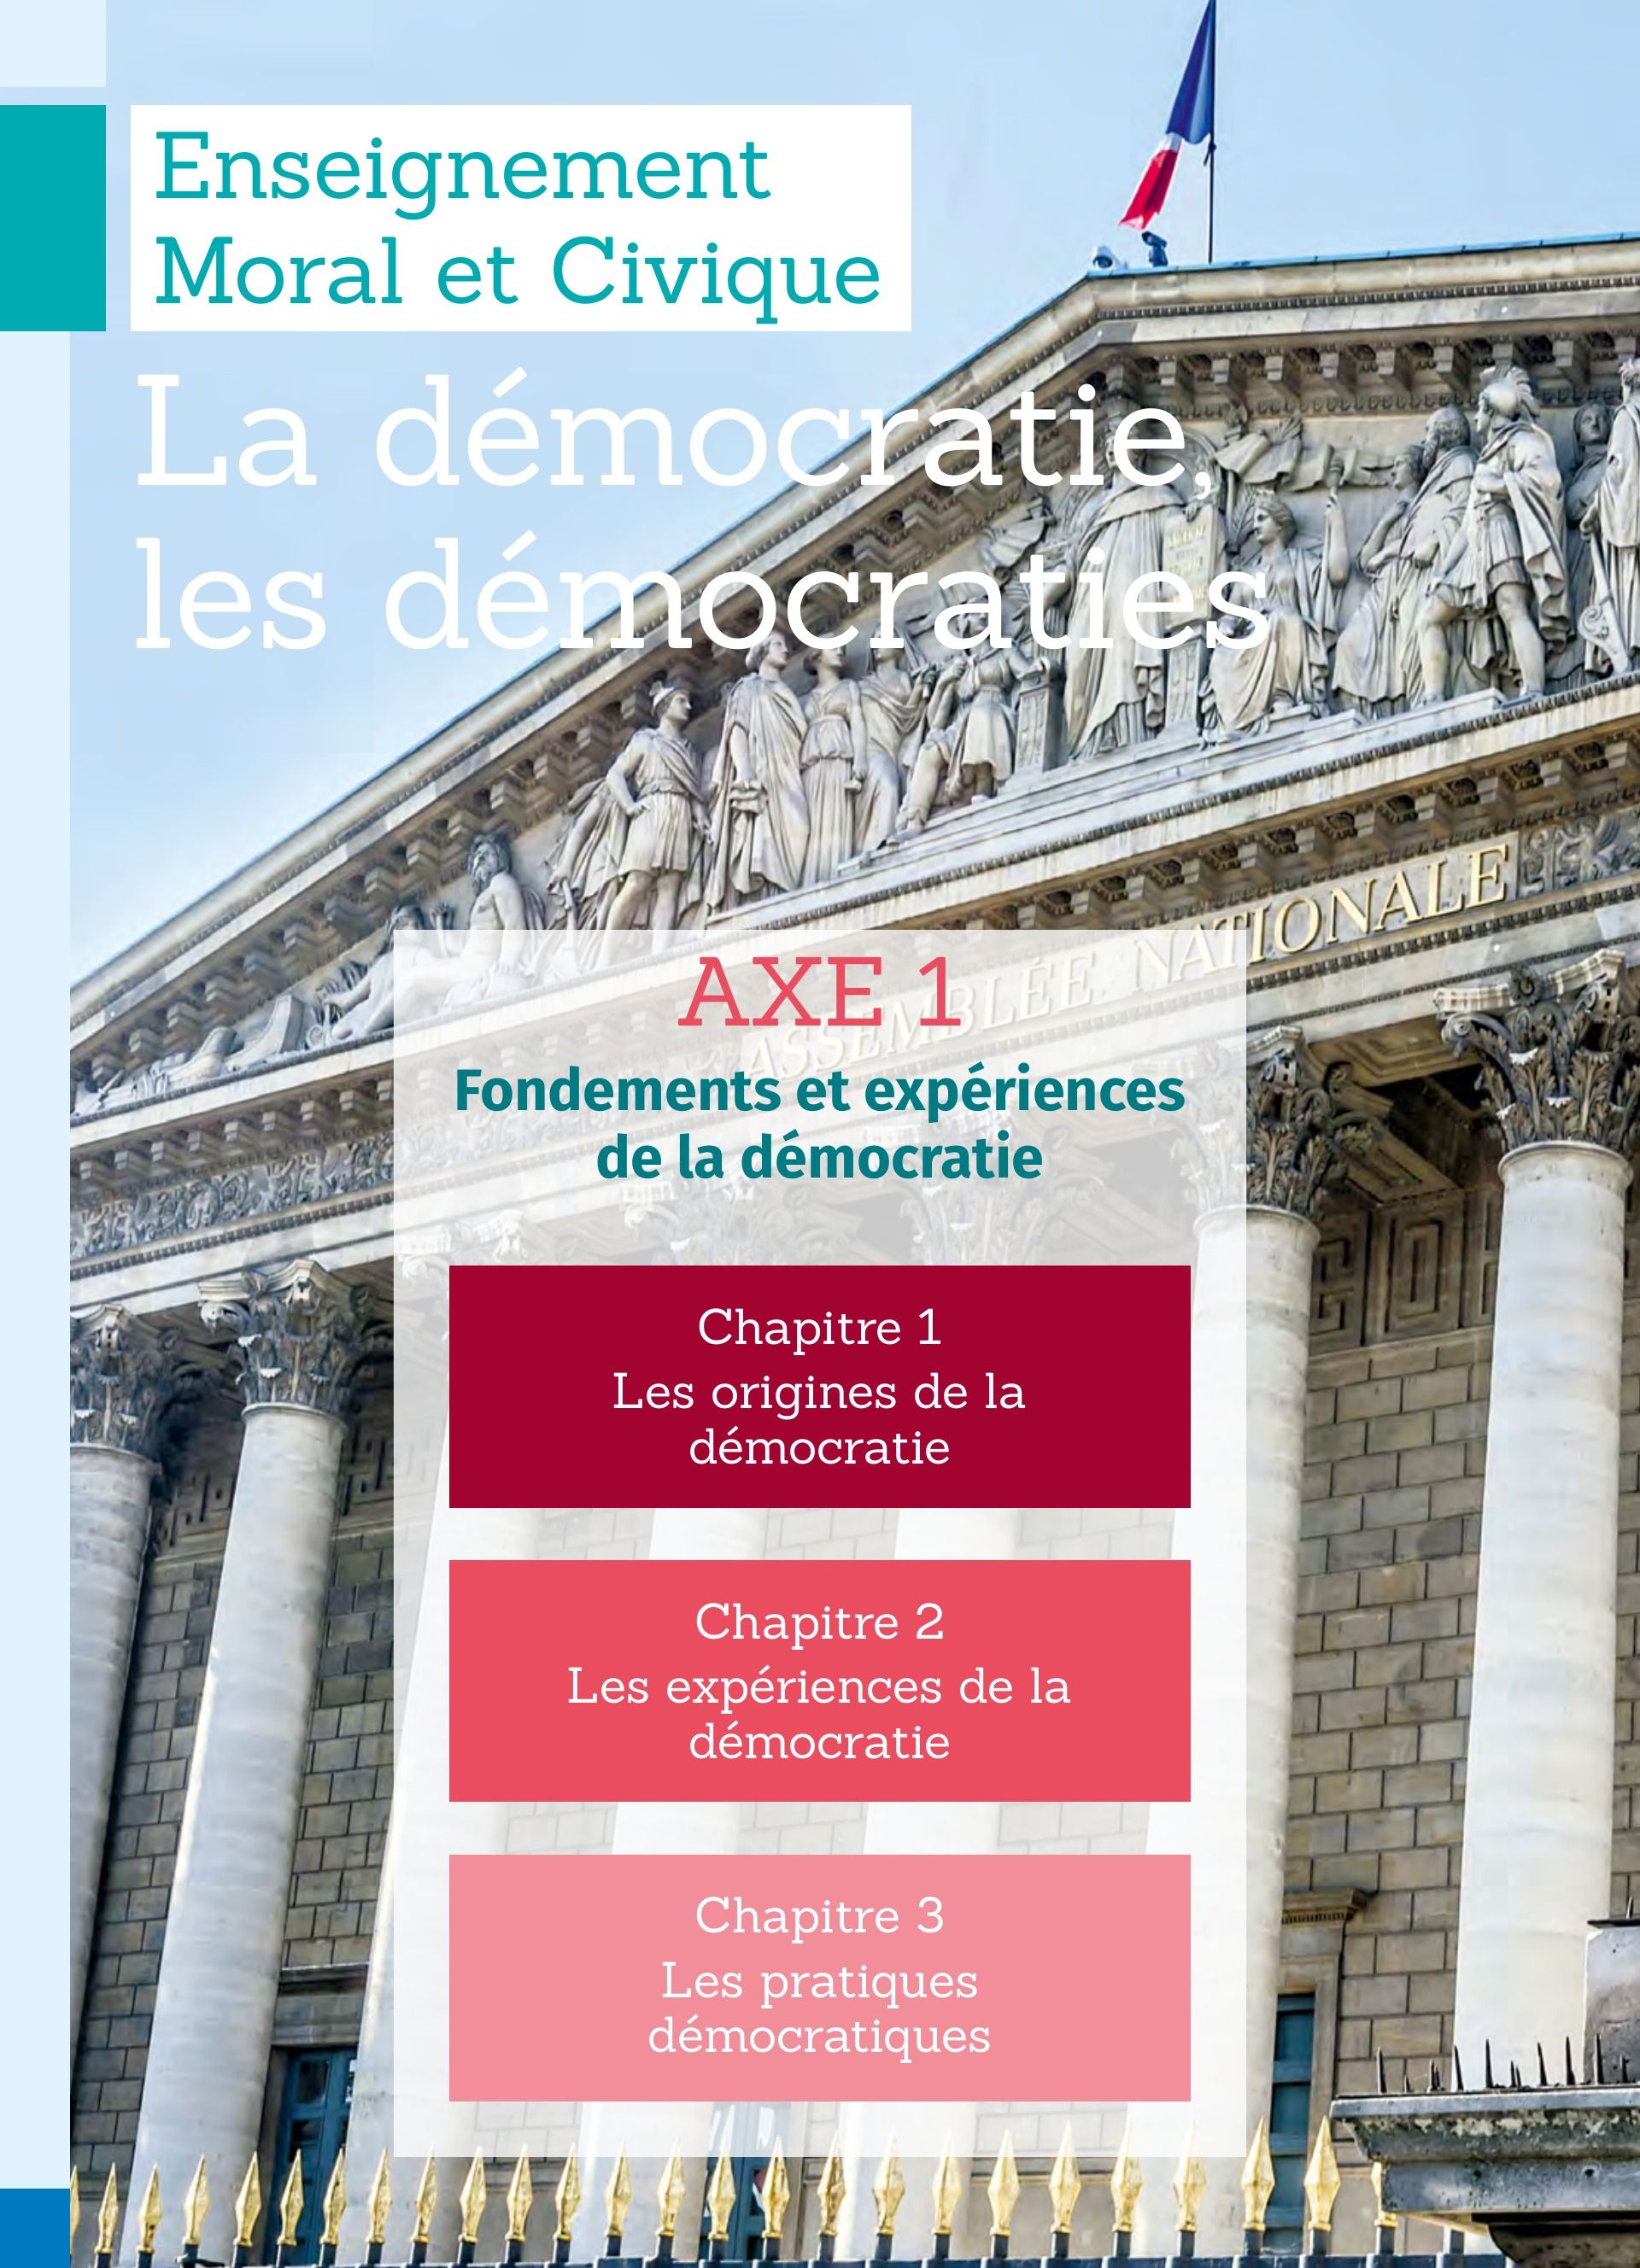 Enseignement
Moral et Civique
La démocratie,
les démocraties
ASSEMBLÉE NATIONALE
AXE 1
Fondements et expériences
de la démocratie
Chapitre 1
Les origines de la
démocratie
Chapitre 2
Les expériences de la
démocratie
Chapitre 3
Les pratiques
démocratiques